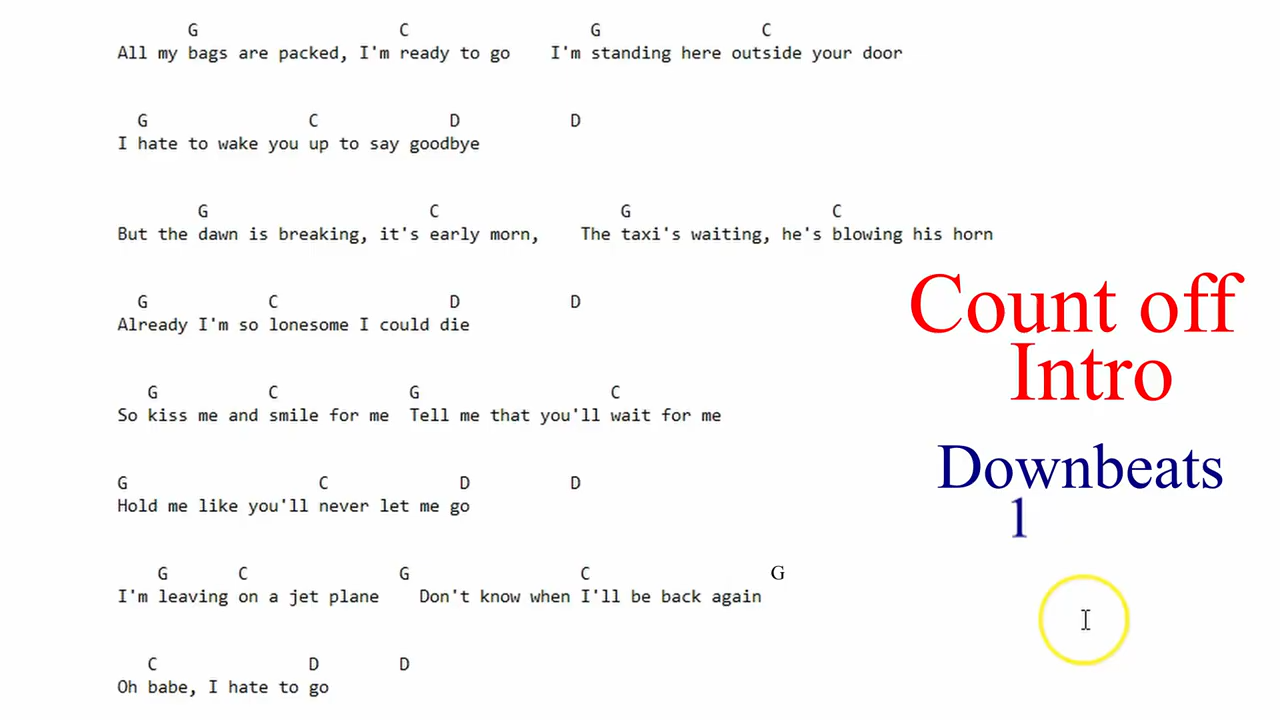 G C G C
All my bags are packed, I'm ready to go I'm standing here outside your door
G C D D
I hate to wake you up to say goodbye
G C G C
But the dawn is breaking, it's early morn, The taxi's waiting, he's blowing his horn
G C D D
Already I'm so lonesome I could die
G C G C
So kiss me and smile for me Tell me that you'll wait for me
G C D D
Hold me like you'll never let me go
G C G C G
I'm leaving on a jet plane Don't know when I'll be back again
C D D
Oh babe, I hate to go
Count off
Intro
Downbeats
1